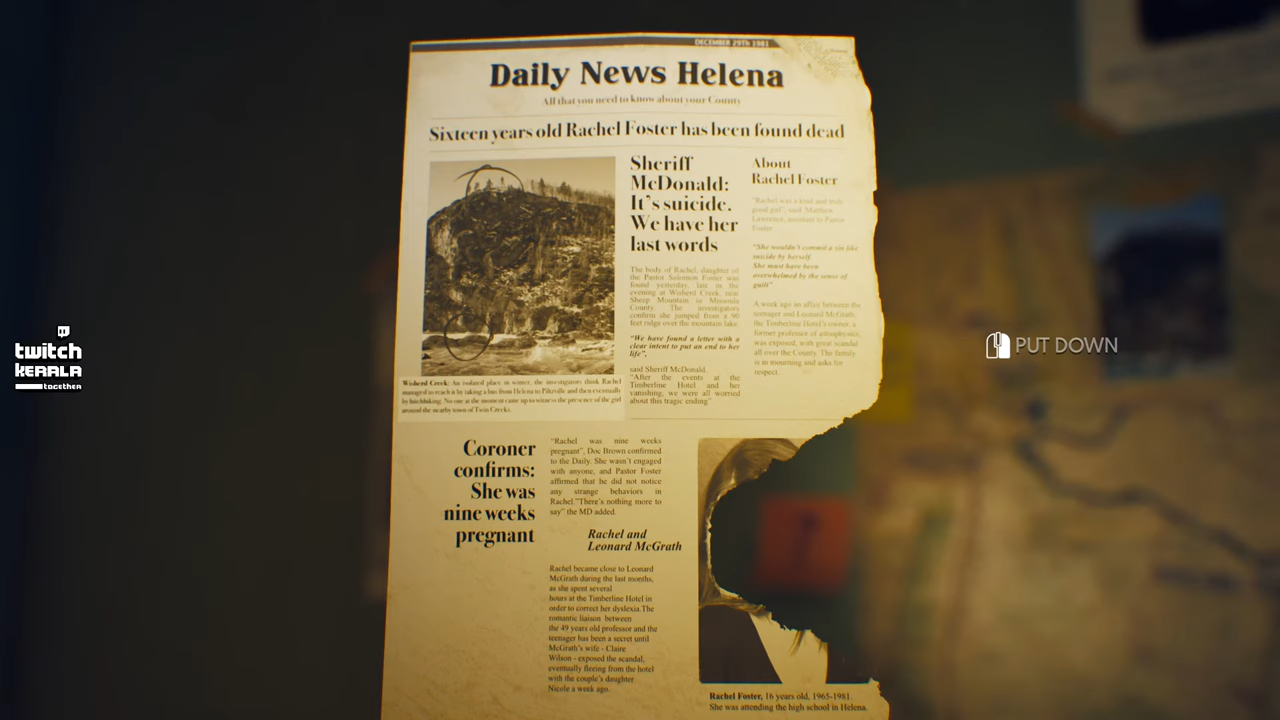 DECEMBER 29TH 1981
Daily News Helena
All that you need to know about your County
Sixteen years old Rachel Foster has been found dead
Sheriff
McDonald:
It's suicide.
We have her
last words
The body of Rachel, daughter of
the Pastor Solomon Foster was
found yesterday, late in the
evening at Wisherd Creek, near
Sheep Mountain in Missoula
County. The investigators
confirm she jumped from a 90
feet ridge over the mountain lake.
"We have found a letter with a
clear intent to put an end to her
life",
said Sheriff McDonald.
"After the events at the
Timberline Hotel and her
vanishing, we were all worried
about this tragic ending"
About
Rachel Foster
"Rachel was a kind and truly
good girl", said Matthew
Lawrence, assistant to Pastor
Foster
"She wouldn't commit a sin like
suicide by herself.
She must have been
overwhelmed by the sense of
guilt"
A week ago an affair between the
teenager and Leonard McGrath,
the Timberline Hotel's owner, a
former professor of astrophysics,
was exposed, with great scandal
all over the County. The family
is in mourning and asks for
respect.
Wisherd Creek: An isolated place in winter, the investigators think Rachel
managed to reach it by taking a bus from Helena to Piltzville and then eventually
by hitchhiking. No one at the moment came up to witness the presence of the girl
around the nearby town of Twin Creeks.
Coroner
confirms:
She was
nine weeks
pregnant
"Rachel was nine weeks
pregnant", Doc Brown confirmed
to the Daily. She wasn't engaged
with anyone, and Pastor Foster
affirmed that he did not notice
any strange behaviors in
Rachel."There's nothing more to
say" the MD added.
Rachel and
Leonard McGrath
Rachel became close to Leonard
McGrath during the last months,
as she spent several
hours at the Timberline Hotel in
order to correct her dyslexia.The
romantic liaison between
the 49 years old professor and the
teenager has been a secret until
McGrath's wife - Claire
Wilson - exposed the scandal,
eventually fleeing from the hotel
with the couple's daughter
Nicole a week ago.
Rachel Foster, 16 years old, 1965-1981.
She was attending the high school in Helena.
PUT DOWN
twitch
KERALA
together